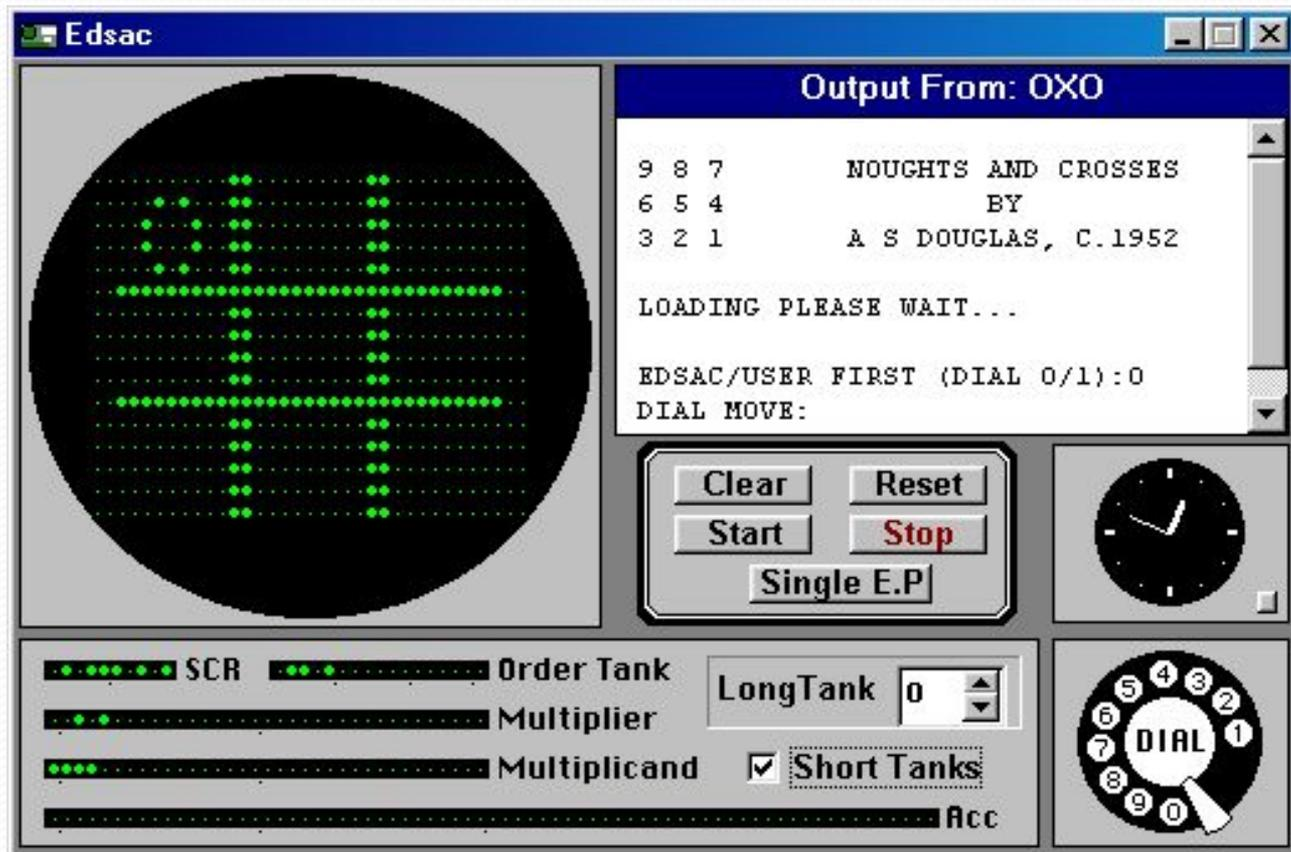 Edsac
Output From: OXO
9 8 7 NOUGHTS AND CROSSES
6 5 4 BY
3 2 1 A S DOUGLAS, C.1952
LOADING PLEASE WAIT...
EDSAC/USER FIRST (DIAL 0/1):0
DIAL MOVE:
Clear Reset
Start Stop
Single E.P
SCR Order Tank
Multiplier
Multiplicand
Acc
LongTank 0
Short Tanks
4
5 3
6 2
7 1
DIAL
8
9 0